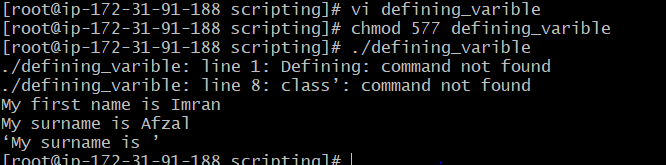 [root@ip-172-31-91-188 scripting]# vi defining_varible
[root@ip-172-31-91-188 scripting]# chmod 577 defining_varible
[root@ip-172-31-91-188 scripting]# ./defining_varible
./defining_varible: line 1: Defining: command not found
./defining_varible: line 8: class’: command not found
My first name is Imran
My surname is Afzal
‘My surname is ’
[root@ip-172-31-91-188 scripting]#